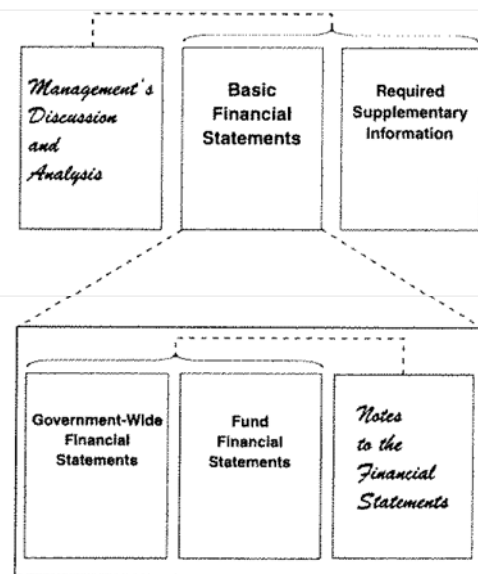 Management's
Discussion
and
Analysis
Basic
Financial
Statements
Required
Supplementary
Information
Government-Wide
Financial
Statements
Fund
Financial
Statements
Notes
to the
Financial
Statements